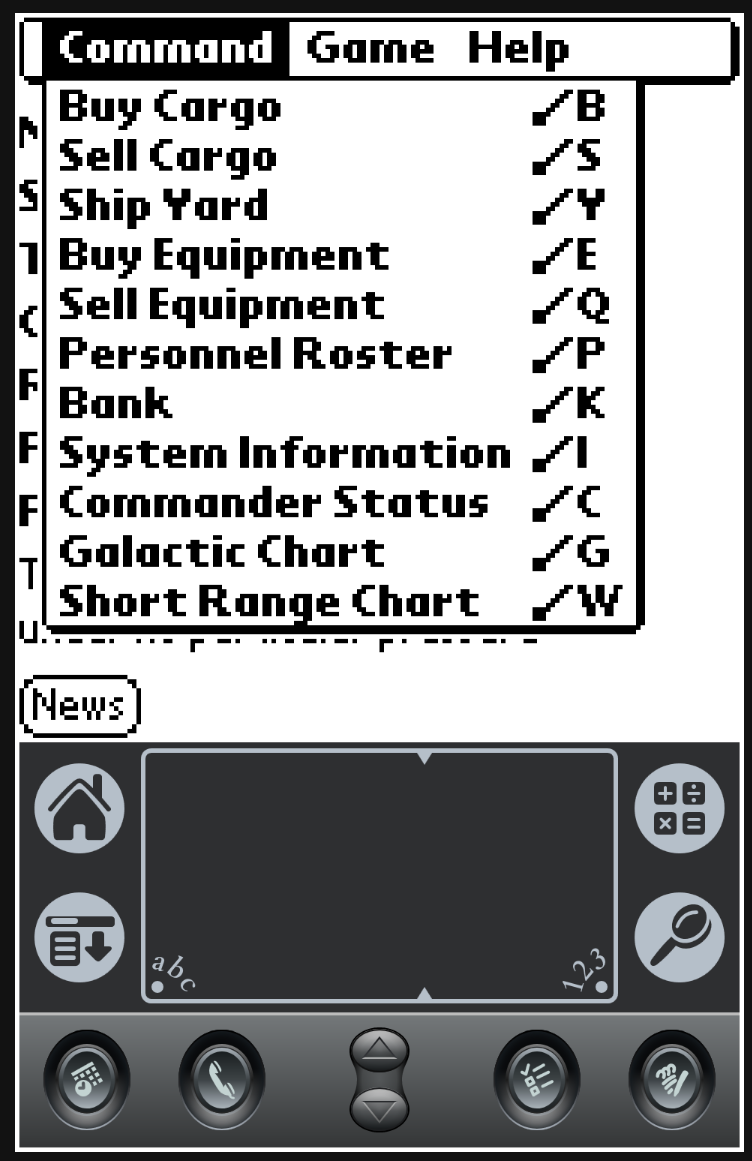 Command Game Help
Buy Cargo B
Sell Cargo S
Ship Yard Y
Buy Equipment E
Sell Equipment Q
Personnel Roster P
Bank K
System Information I
Commander Status C
Galactic Chart G
Short Range Chart W
News
abc 123